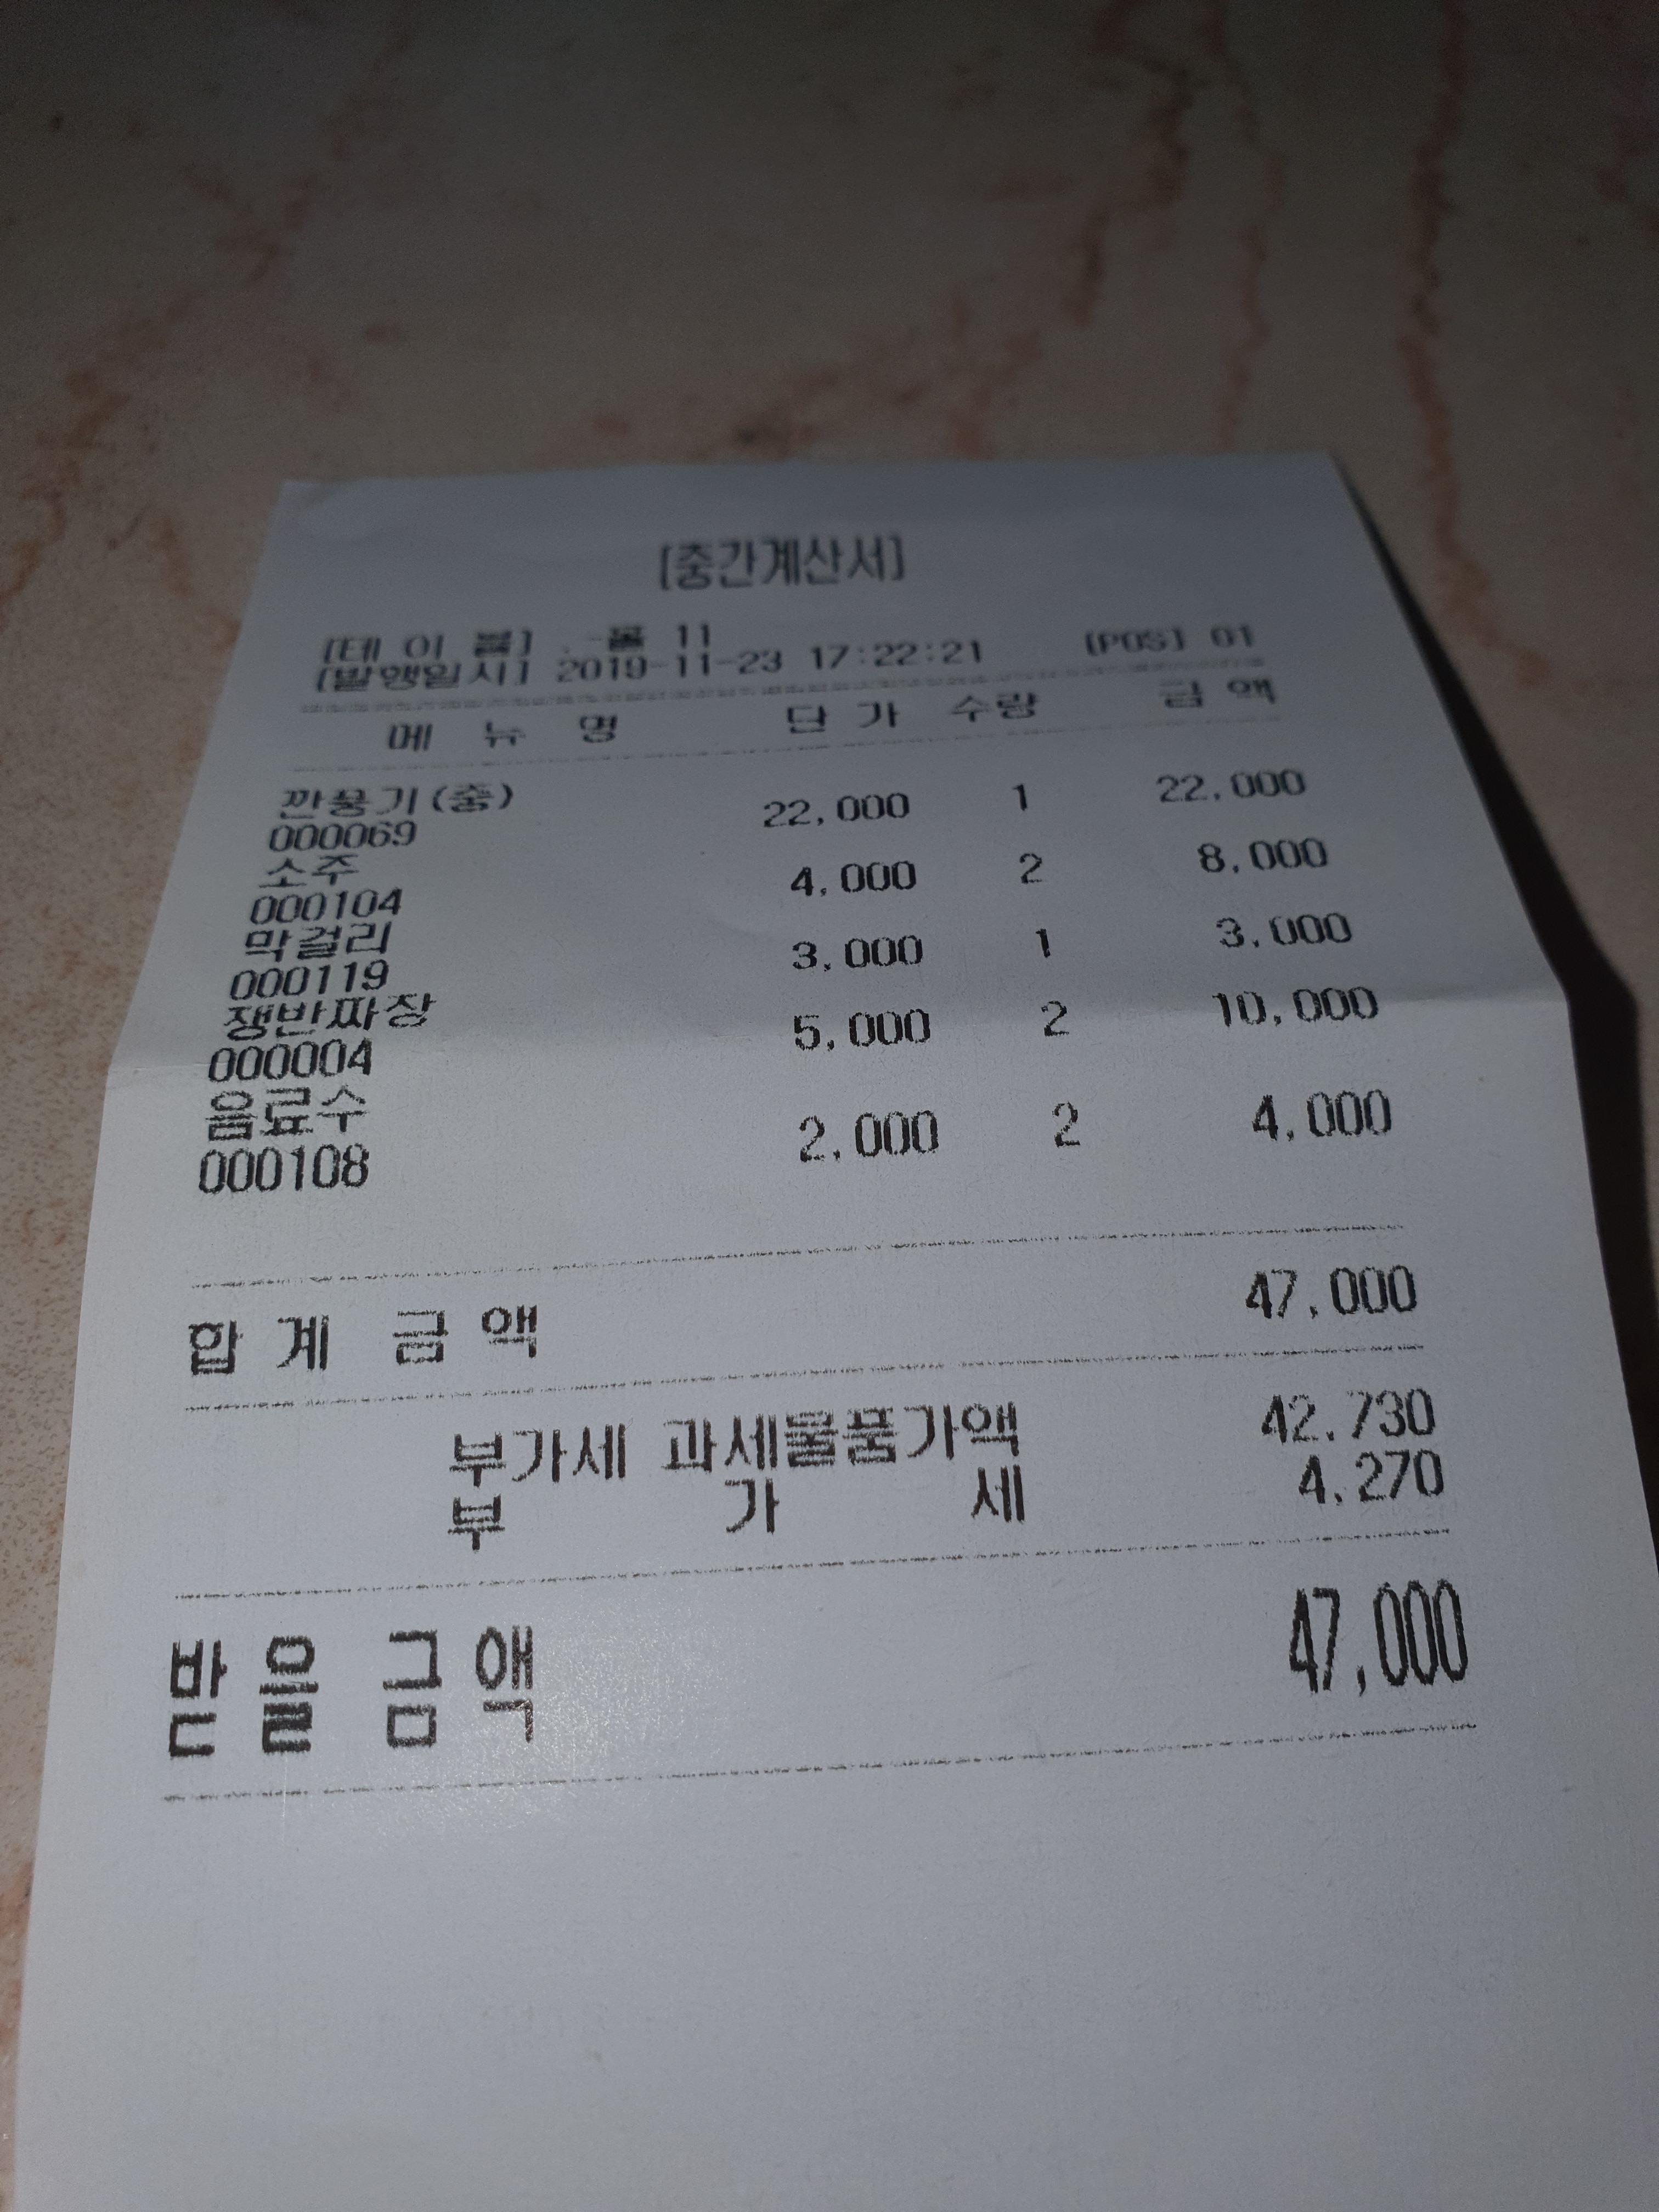 [중간계산서]
[테 이 블] 11
[발행일시] 2019-11-23 17:22:21 [POS] 01
메 뉴 명 단 가 수량 금 액
깐풍기(중) 22,000 1 22,000
000069
소주 4,000 2 8,000
000104
막걸리 3,000 1 3,000
000119
쟁반짜장 5,000 2 10,000
000004
음료수 2,000 2 4,000
000108
합 계 금 액 47,000
부가세 과세물품가액 42,730
부 가 세 4,270
받 을 금 액 47,000